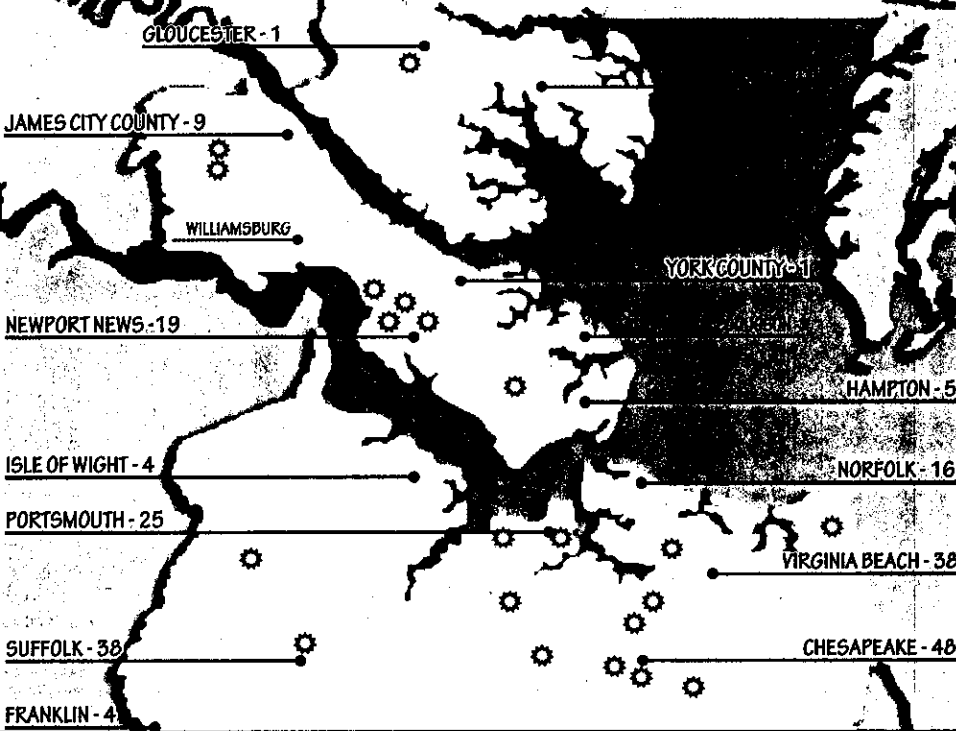 GLOUCESTER - 1
JAMES CITY COUNTY - 9
WILLIAMSBURG
YORK COUNTY - 1
NEWPORT NEWS -19
HAMPTON - 5
ISLE OF WIGHT - 4
NORFOLK - 16
PORTSMOUTH - 25
VIRGINIA BEACH - 38
SUFFOLK - 38
CHESAPEAKE - 48
FRANKLIN - 4